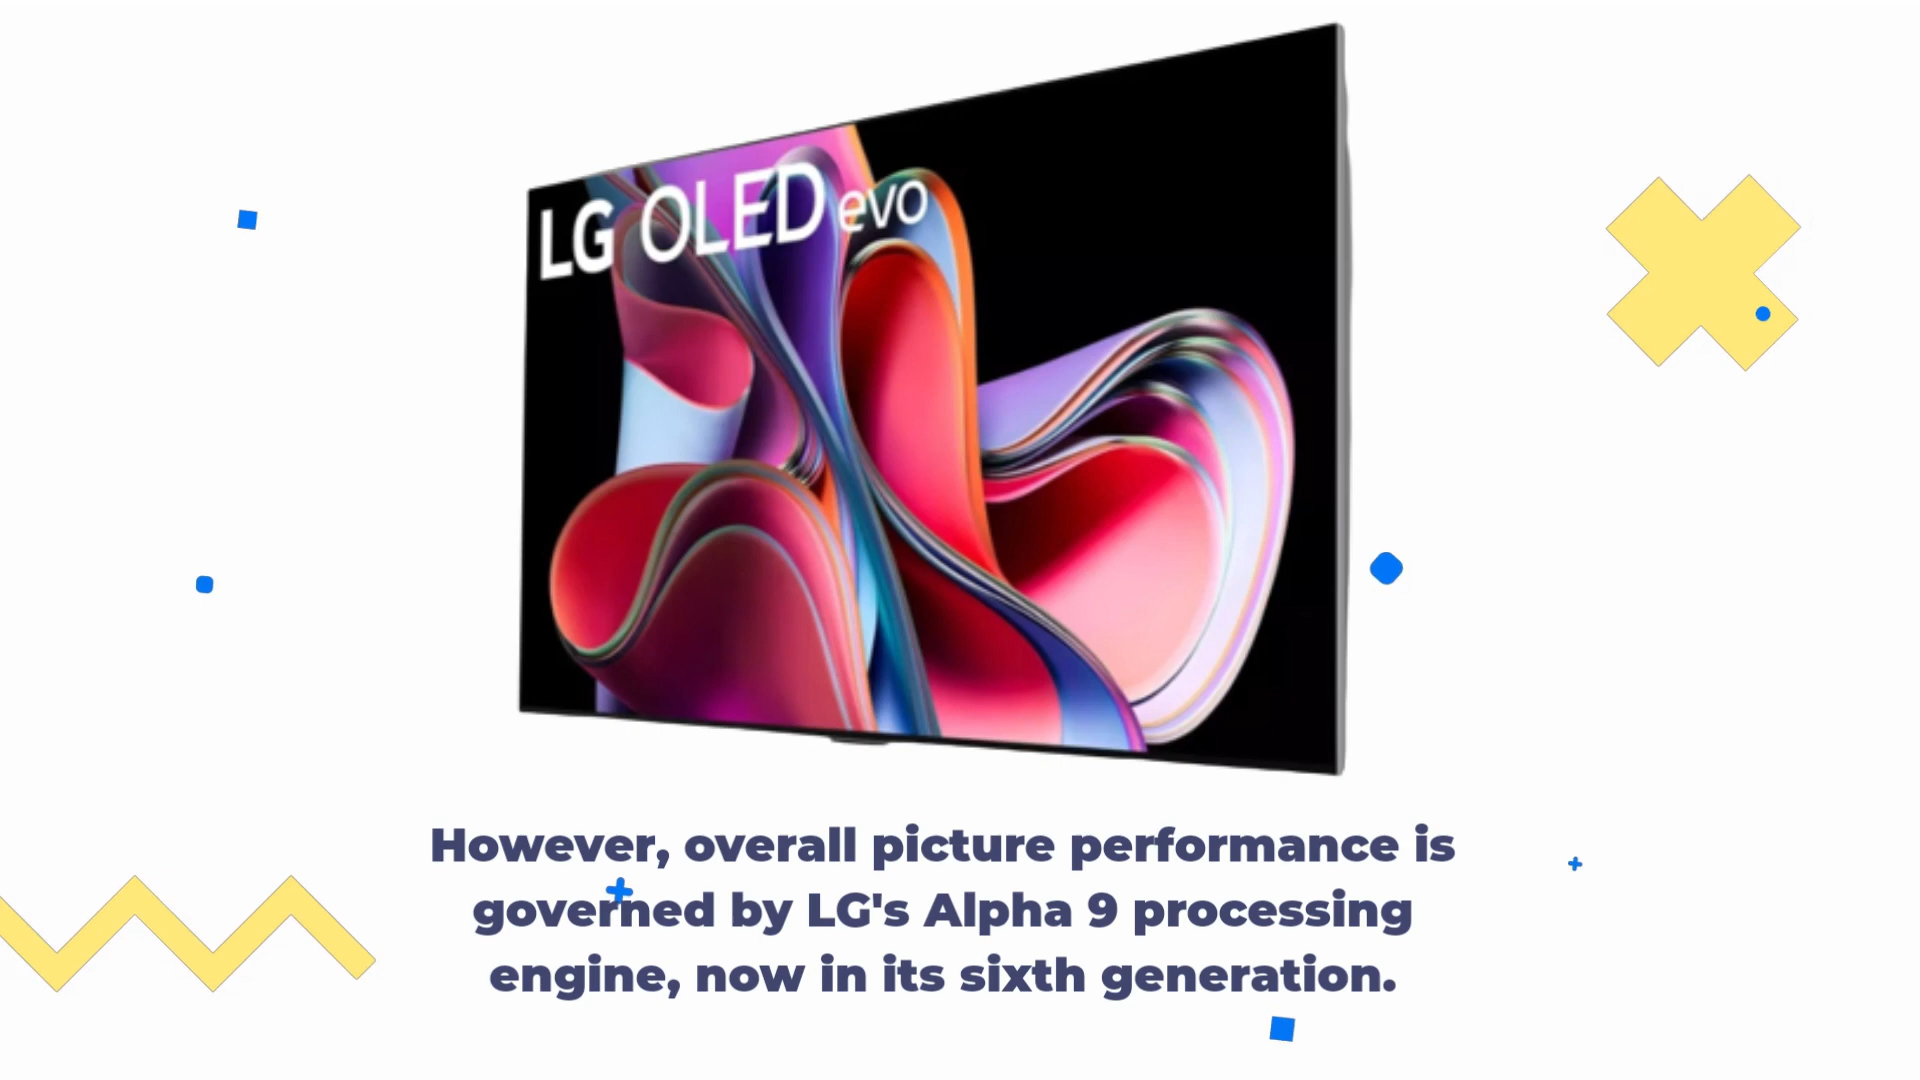 LG OLED evo
However, overall picture performance is
governed by LG's Alpha 9 processing
engine, now in its sixth generation.